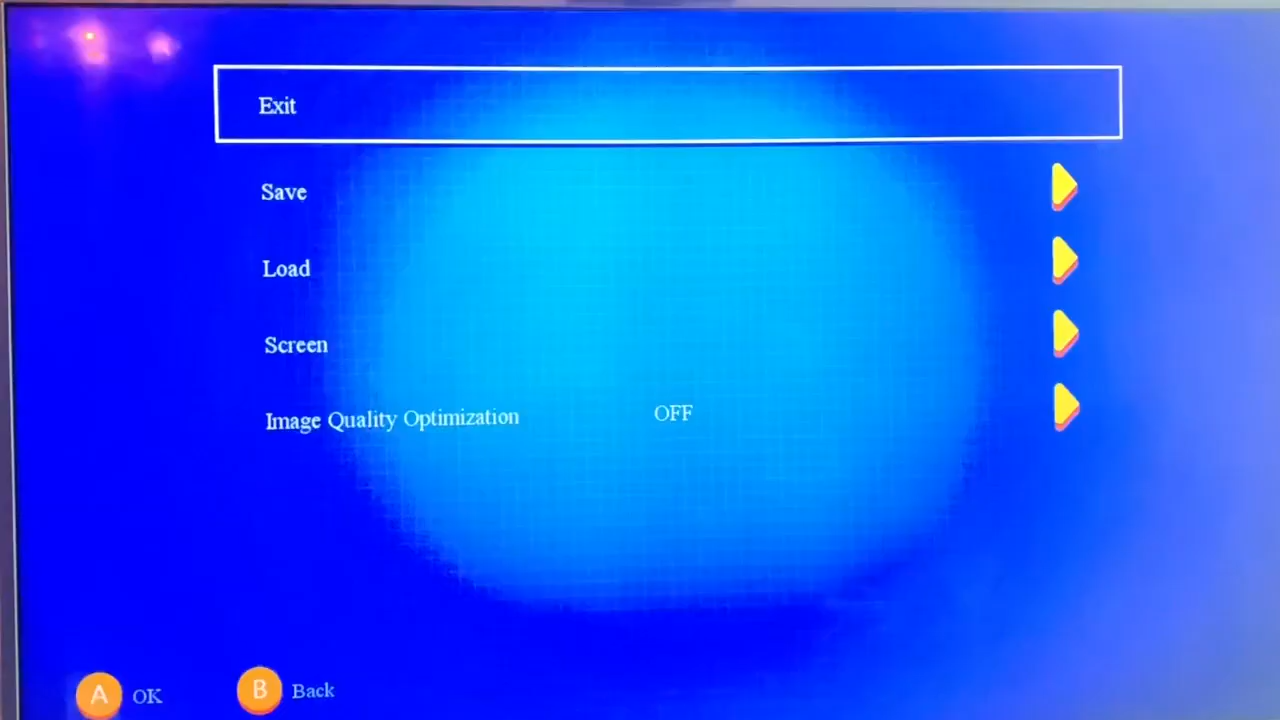 Exit
Save
Load
Screen
Image Quality Optimization OFF
A OK B Back